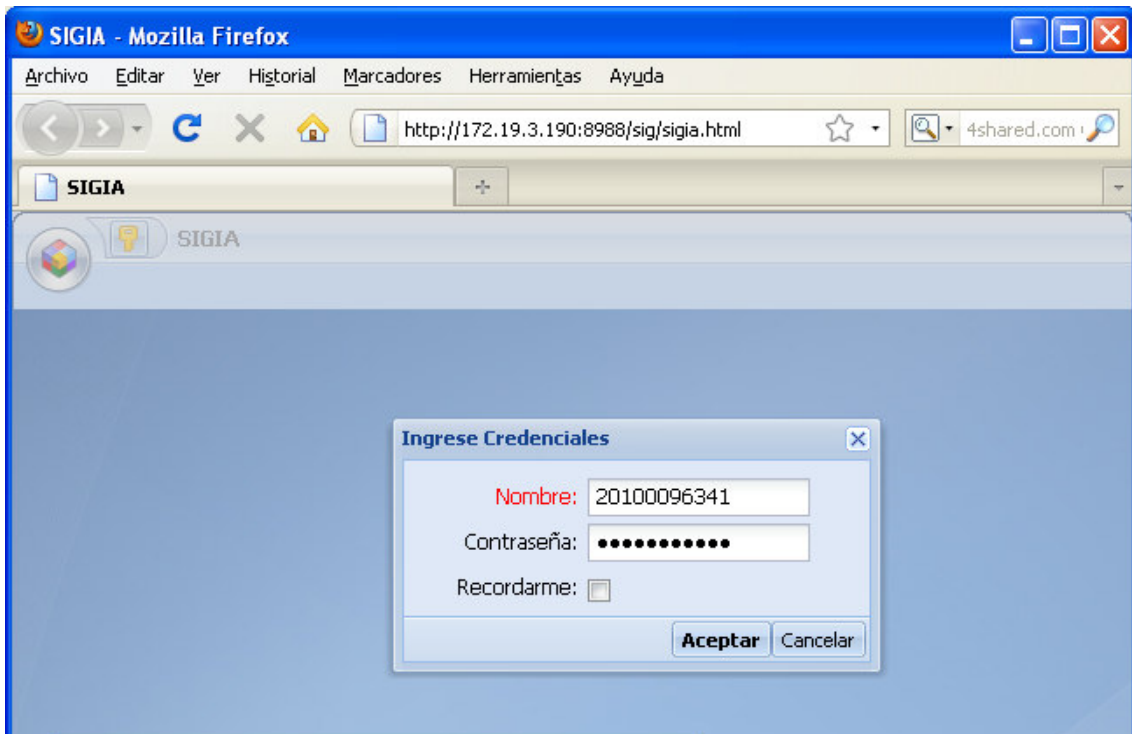 SIGIA - Mozilla Firefox
Archivo Editar Ver Historial Marcadores Herramientas Ayuda
http://172.19.3.190:8988/sig/sigia.html 4shared.com
SIGIA
SIGIA
Ingrese Credenciales
Nombre: 20100096341
Contraseña: •••••••••••
Recordarme:
Aceptar Cancelar